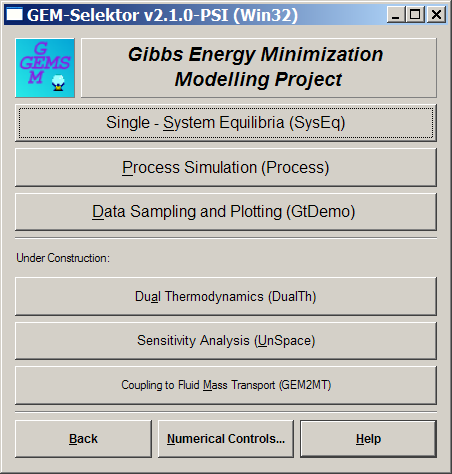 GEM-Selektor v2.1.0-PSI (Win32)
G
GEMS
M
Gibbs Energy Minimization
Modelling Project
Single - System Equilibria (SysEq)
Process Simulation (Process)
Data Sampling and Plotting (GtDemo)
Under Construction:
Dual Thermodynamics (DualTh)
Sensitivity Analysis (UnSpace)
Coupling to Fluid Mass Transport (GEM2MT)
Back
Numerical Controls...
Help